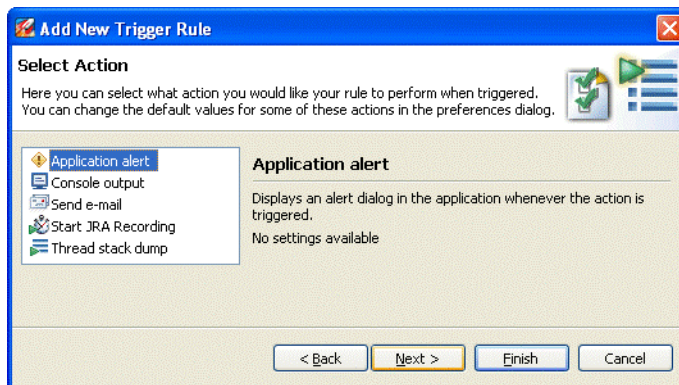 Add New Trigger Rule
Select Action
Here you can select what action you would like your rule to perform when triggered.
You can change the default values for some of these actions in the preferences dialog.
Application alert
Console output
Send e-mail
Start JRA Recording
Thread stack dump
Application alert
Displays an alert dialog in the application whenever the action is
triggered.
No settings available
< Back
Next >
Finish
Cancel